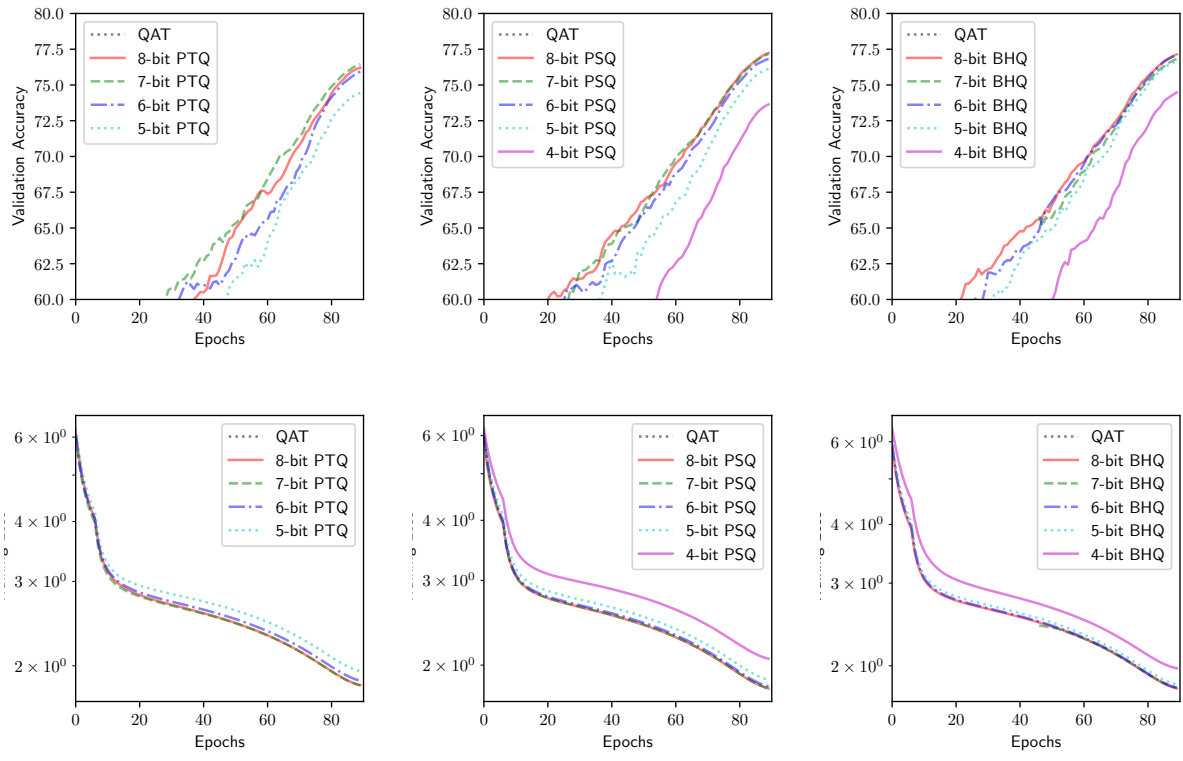 80.0
77.5
75.0
72.5
70.0
67.5
65.0
62.5
60.0
Validation Accuracy
QAT
8-bit PTQ
7-bit PTQ
6-bit PTQ
5-bit PTQ
0 20 40 60 80
Epochs
80.0
77.5
75.0
72.5
70.0
67.5
65.0
62.5
60.0
Validation Accuracy
QAT
8-bit PSQ
7-bit PSQ
6-bit PSQ
5-bit PSQ
4-bit PSQ
0 20 40 60 80
Epochs
80.0
77.5
75.0
72.5
70.0
67.5
65.0
62.5
60.0
Validation Accuracy
QAT
8-bit BHQ
7-bit BHQ
6-bit BHQ
5-bit BHQ
4-bit BHQ
0 20 40 60 80
Epochs
6 × 10⁰
4 × 10⁰
3 × 10⁰
2 × 10⁰
QAT
8-bit PTQ
7-bit PTQ
6-bit PTQ
5-bit PTQ
0 20 40 60 80
Epochs
6 × 10⁰
4 × 10⁰
3 × 10⁰
2 × 10⁰
QAT
8-bit PSQ
7-bit PSQ
6-bit PSQ
5-bit PSQ
4-bit PSQ
0 20 40 60 80
Epochs
6 × 10⁰
4 × 10⁰
3 × 10⁰
2 × 10⁰
QAT
8-bit BHQ
7-bit BHQ
6-bit BHQ
5-bit BHQ
4-bit BHQ
0 20 40 60 80
Epochs